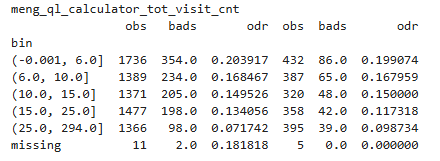 meng_ql_calculator_tot_visit_cnt
obs bads odr obs bads odr
bin
(-0.001, 6.0] 1736 354.0 0.203917 432 86.0 0.199074
(6.0, 10.0] 1389 234.0 0.168467 387 65.0 0.167959
(10.0, 15.0] 1371 205.0 0.149526 320 48.0 0.150000
(15.0, 25.0] 1477 198.0 0.134056 358 42.0 0.117318
(25.0, 294.0] 1366 98.0 0.071742 395 39.0 0.098734
missing 11 2.0 0.181818 5 0.0 0.000000